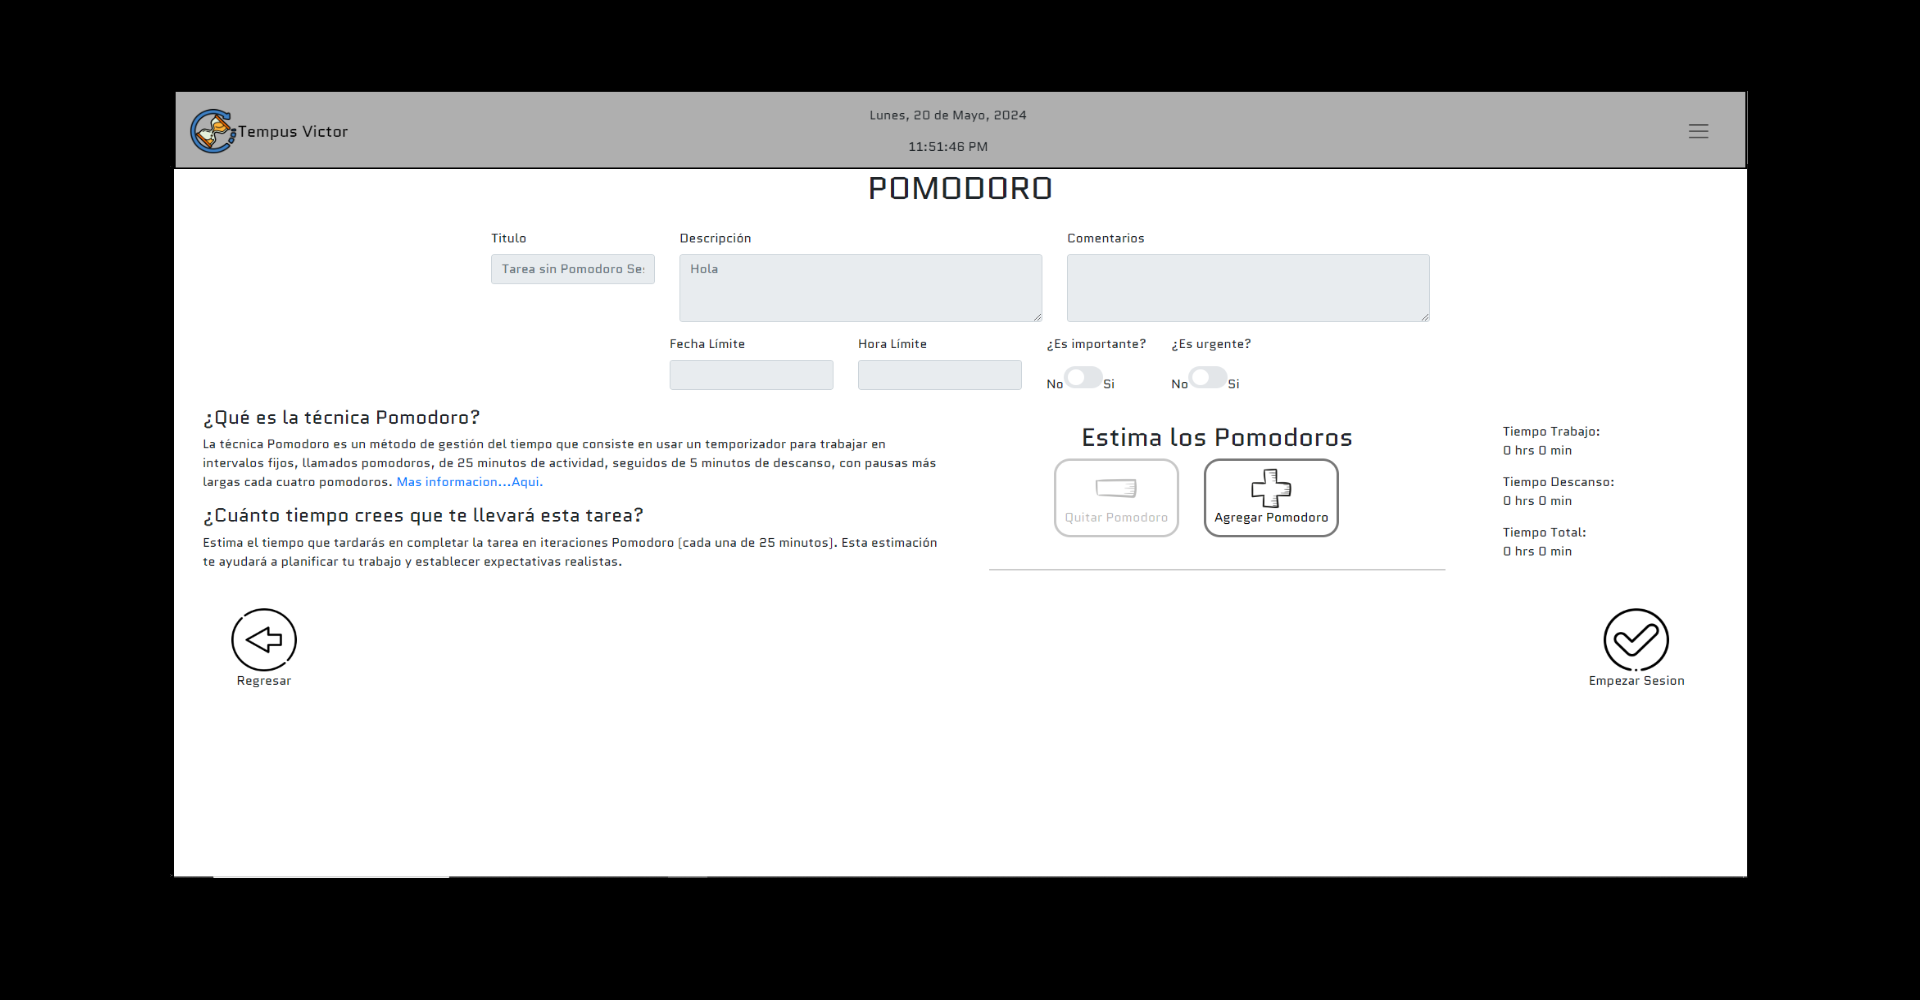 Tempus Victor
Lunes, 20 de Mayo, 2024
11:51:46 PM
POMODORO
Titulo
Descripción
Comentarios
Tarea sin Pomodoro Se
Hola
Fecha Límite
Hora Límite
¿Es importante?
¿Es urgente?
No Si
No Si
¿Qué es la técnica Pomodoro?
La técnica Pomodoro es un método de gestión del tiempo que consiste en usar un temporizador para trabajar en
intervalos fijos, llamados pomodoros, de 25 minutos de actividad, seguidos de 5 minutos de descanso, con pausas más
largas cada cuatro pomodoros. Mas informacion...Aqui.
¿Cuánto tiempo crees que te llevará esta tarea?
Estima el tiempo que tardarás en completar la tarea en iteraciones Pomodoro (cada una de 25 minutos). Esta estimación
te ayudará a planificar tu trabajo y establecer expectativas realistas.
Estima los Pomodoros
Quitar Pomodoro
Agregar Pomodoro
Tiempo Trabajo:
0 hrs 0 min
Tiempo Descanso:
0 hrs 0 min
Tiempo Total:
0 hrs 0 min
Regresar
Empezar Sesion